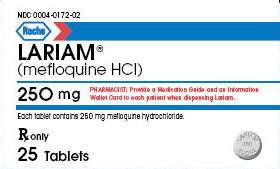 NDC 0004-0172-02
Roche
LARIAM®
(mefloquine HCl)
250 mg
PHARMACIST: Provide a Medication Guide and an Information
Wallet Card to each patient when dispensing Lariam.
Each tablet contains 250 mg mefloquine hydrochloride.
Rx only
25 Tablets